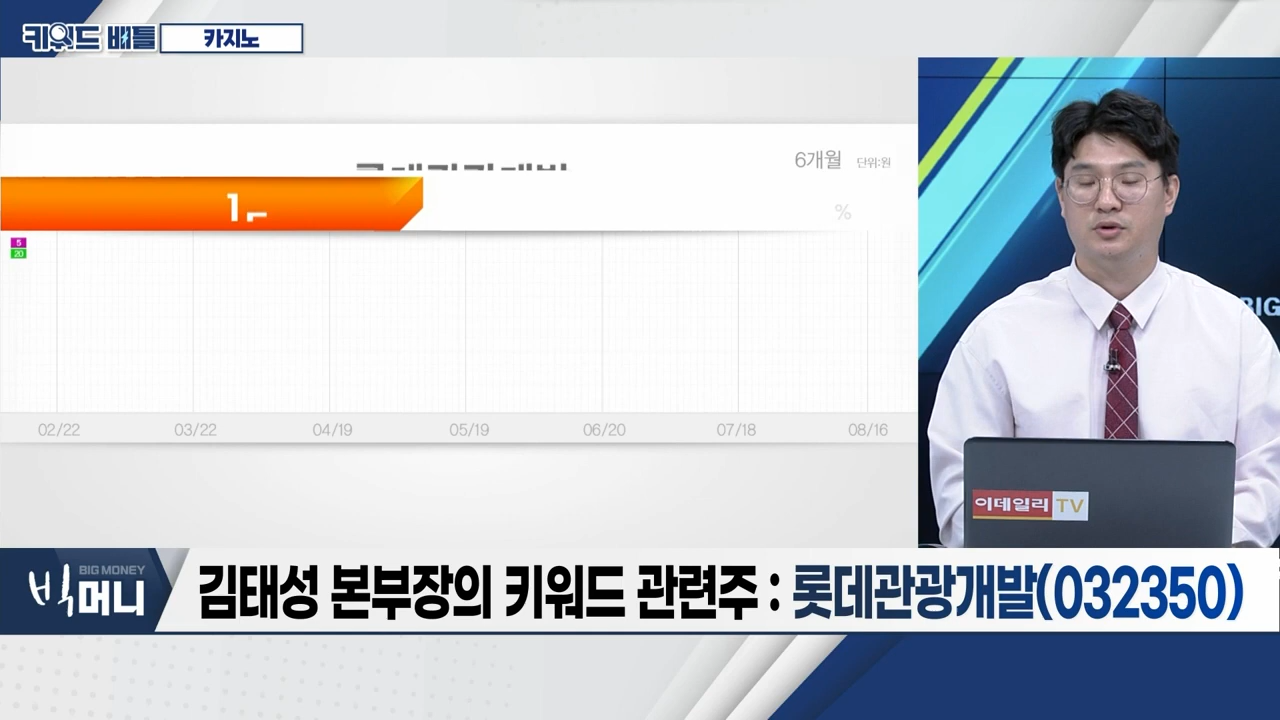 키워드 배틀
카지노
6개월 단위:원
%
5
20
02/22 03/22 04/19 05/19 06/20 07/18 08/16
이데일리TV
빅머니 BIG MONEY
김태성 본부장의 키워드 관련주 : 롯데관광개발(032350)